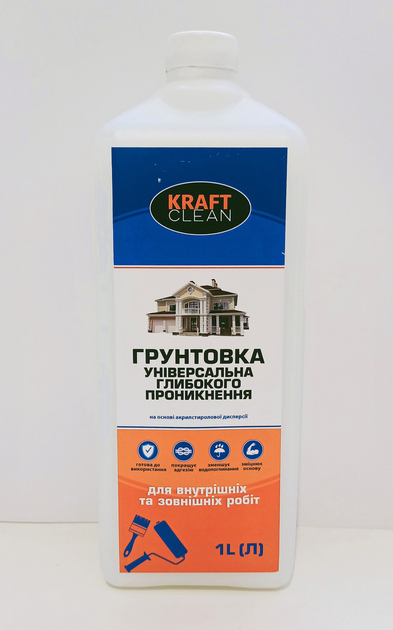 KRAFT
CLEAN
ГРУНТОВКА
УНІВЕРСАЛЬНА
ГЛИБОКОГО
ПРОНИКНЕННЯ
на основі акрилстиролової дисперсії
готова до
використання
покращує
адгезію
зменшує
водопоглинання
зміцнює
основу
для внутрішніх
та зовнішніх робіт
1L (Л)